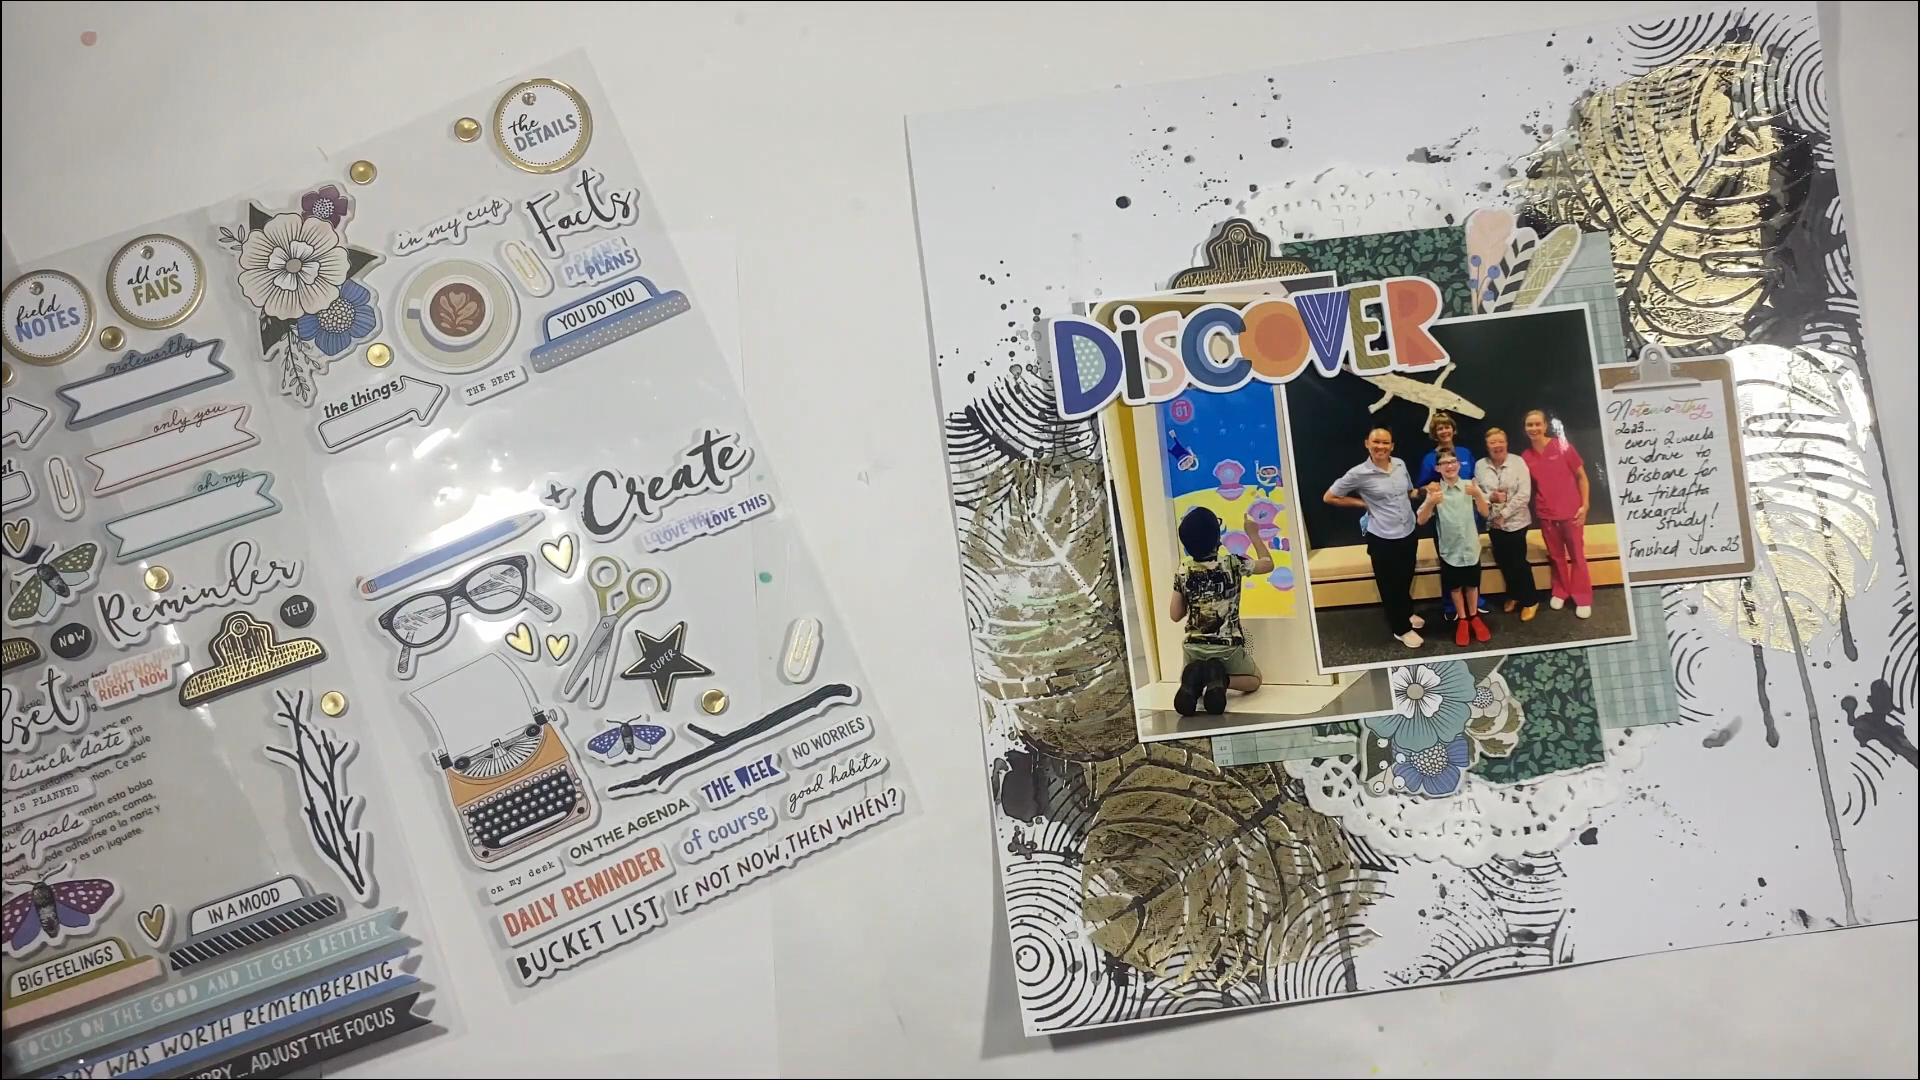 the
DETAILS
in my cup
Facts
PLANS
PLANS
YOU DO YOU
all our
FAVS
field
NOTES
noteworthy
only you
oh my
the things
THE BEST
+ Create
LOVE THIS
LOVE THIS
Reminder
NOW
YELP
RIGHT NOW
RIGHT NOW
RIGHT NOW
SUPER
lunch date
AS PLANNED
Goals
IN A MOOD
BIG FEELINGS
FOCUS ON THE GOOD AND IT GETS BETTER
WAS WORTH REMEMBERING
ADJUST THE FOCUS
THE WEEK
NO WORRIES
ON THE AGENDA
good habits
on my desk
of course
DAILY REMINDER
IF NOT NOW, THEN WHEN?
BUCKET LIST
DISCOVER
01
Noteworthy
2023...
every 2 weeks
we drove to
Brisbane for
the trikafta
research
study!
Finished Jun 23